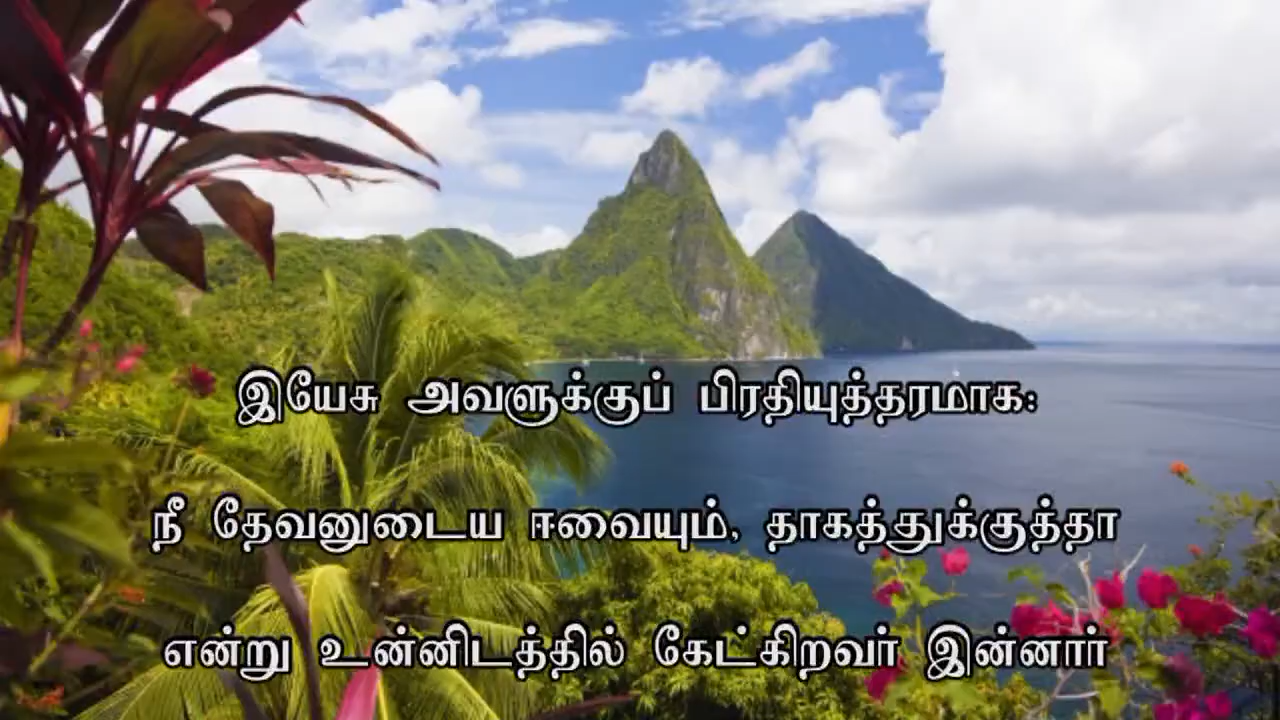 இயேசு அவளுக்குப் பிரதியுத்தரமாக:
நீ தேவனுடைய ஈவையும், தாகத்துக்குத்தா
என்று உன்னிடத்தில் கேட்கிறவர் இன்னார்